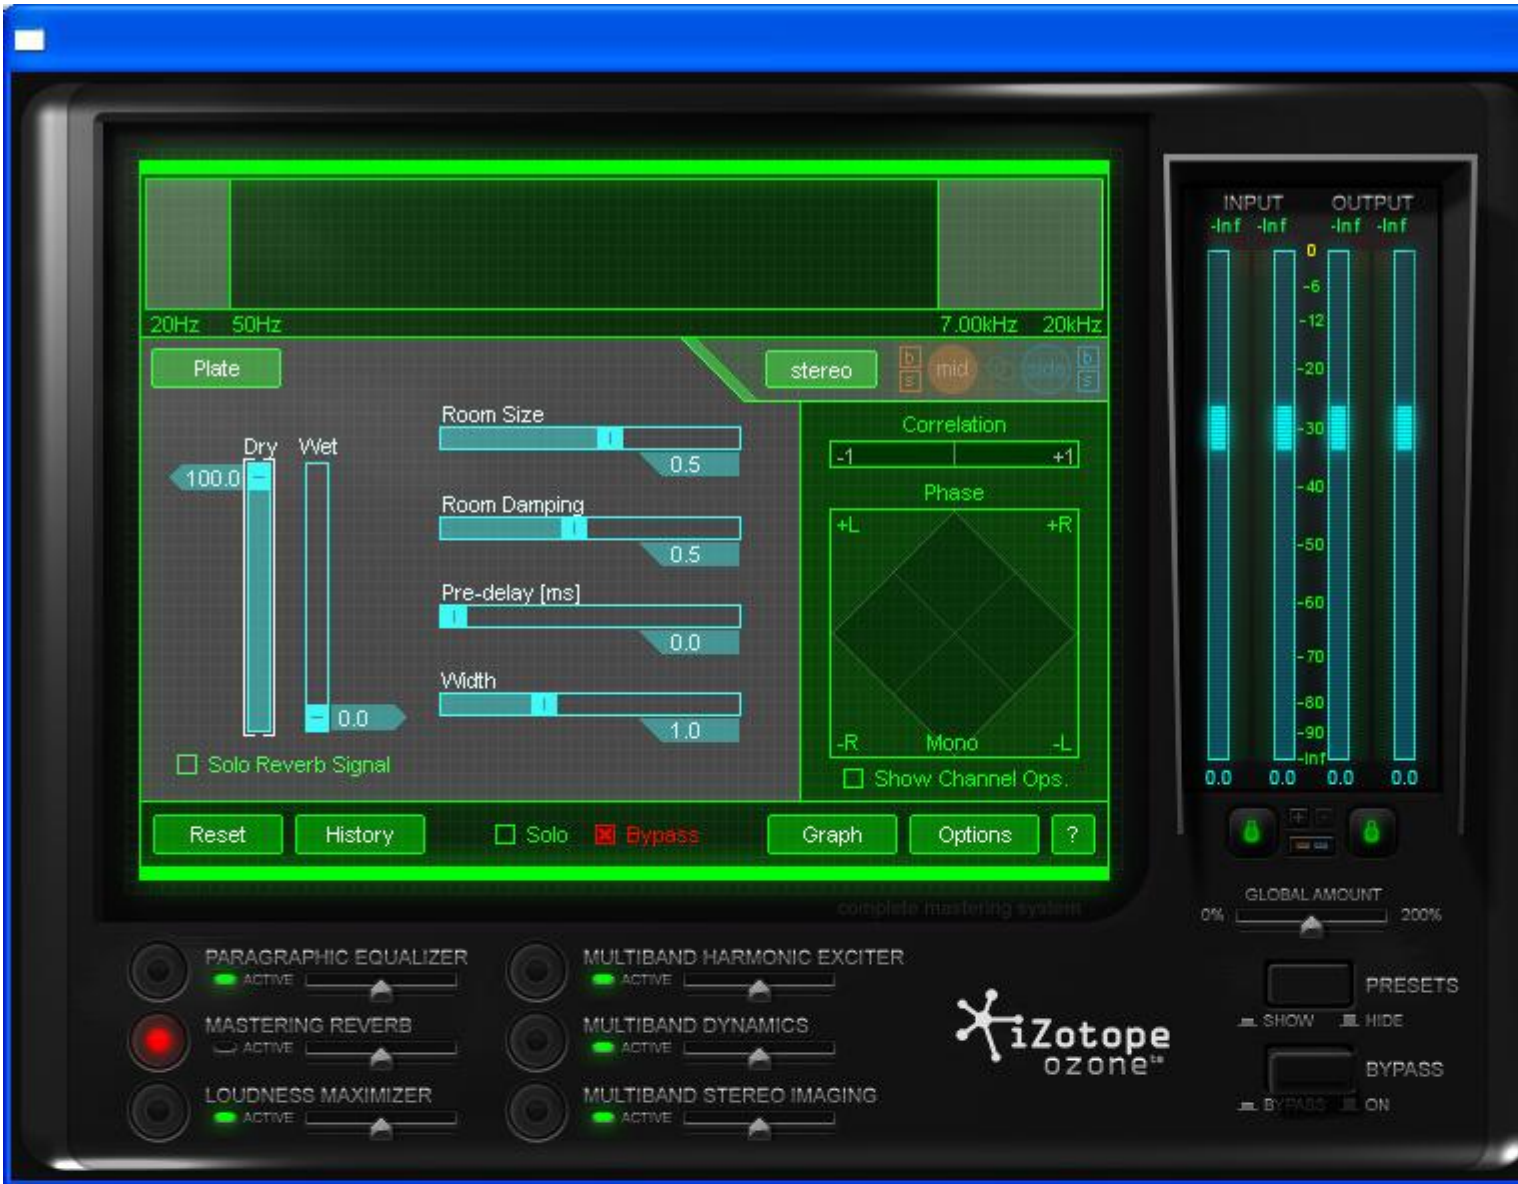 INPUT OUTPUT
-Inf -Inf -Inf -Inf
0
-6
-12
-20
-30
-40
-50
-60
-70
-80
-90
-Inf
0.0 0.0 0.0 0.0
20Hz 50Hz 7.00kHz 20kHz
Plate
stereo
b
s
mid
side
b
s
Dry Wet
100.0
0.0
Room Size
0.5
Room Damping
0.5
Pre-delay [ms]
0.0
Width
1.0
Solo Reverb Signal
Correlation
-1 +1
Phase
+L +R
-R Mono -L
Show Channel Ops.
Reset History Solo Bypass Graph Options ?
complete mastering system
GLOBAL AMOUNT
0% 200%
PARAGRAPHIC EQUALIZER
ACTIVE
MASTERING REVERB
ACTIVE
LOUDNESS MAXIMIZER
ACTIVE
MULTIBAND HARMONIC EXCITER
ACTIVE
MULTIBAND DYNAMICS
ACTIVE
MULTIBAND STEREO IMAGING
ACTIVE
iZotope
ozone
PRESETS
SHOW HIDE
BYPASS
BYPASS ON